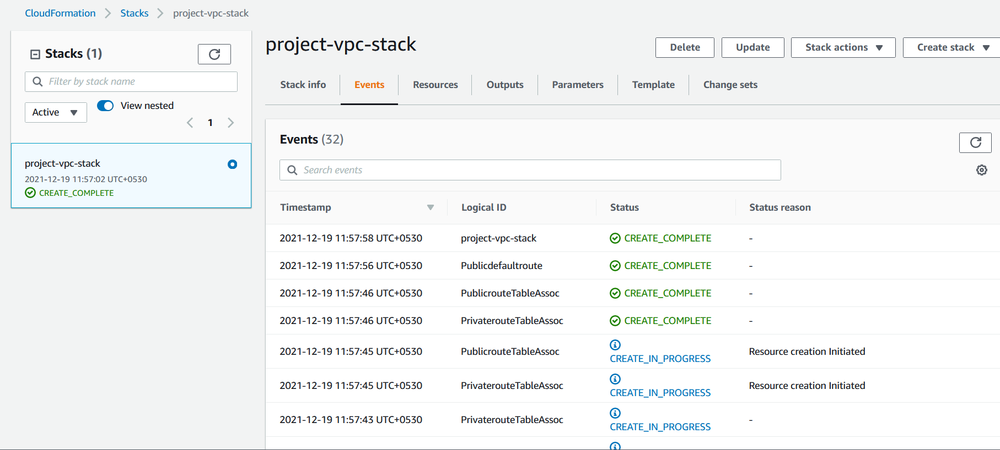 CloudFormation > Stacks > project-vpc-stack
Stacks (1)
Filter by stack name
Active
View nested
1
project-vpc-stack
2021-12-19 11:57:02 UTC+0530
CREATE_COMPLETE
project-vpc-stack
Delete
Update
Stack actions
Create stack
Stack info
Events
Resources
Outputs
Parameters
Template
Change sets
Events (32)
Search events
Timestamp Logical ID Status Status reason
2021-12-19 11:57:58 UTC+0530 project-vpc-stack CREATE_COMPLETE -
2021-12-19 11:57:56 UTC+0530 Publicdefaultroute CREATE_COMPLETE -
2021-12-19 11:57:46 UTC+0530 PublicrouteTableAssoc CREATE_COMPLETE -
2021-12-19 11:57:46 UTC+0530 PrivaterouteTableAssoc CREATE_COMPLETE -
2021-12-19 11:57:45 UTC+0530 PublicrouteTableAssoc CREATE_IN_PROGRESS Resource creation Initiated
2021-12-19 11:57:45 UTC+0530 PrivaterouteTableAssoc CREATE_IN_PROGRESS Resource creation Initiated
2021-12-19 11:57:43 UTC+0530 PrivaterouteTableAssoc CREATE_IN_PROGRESS -